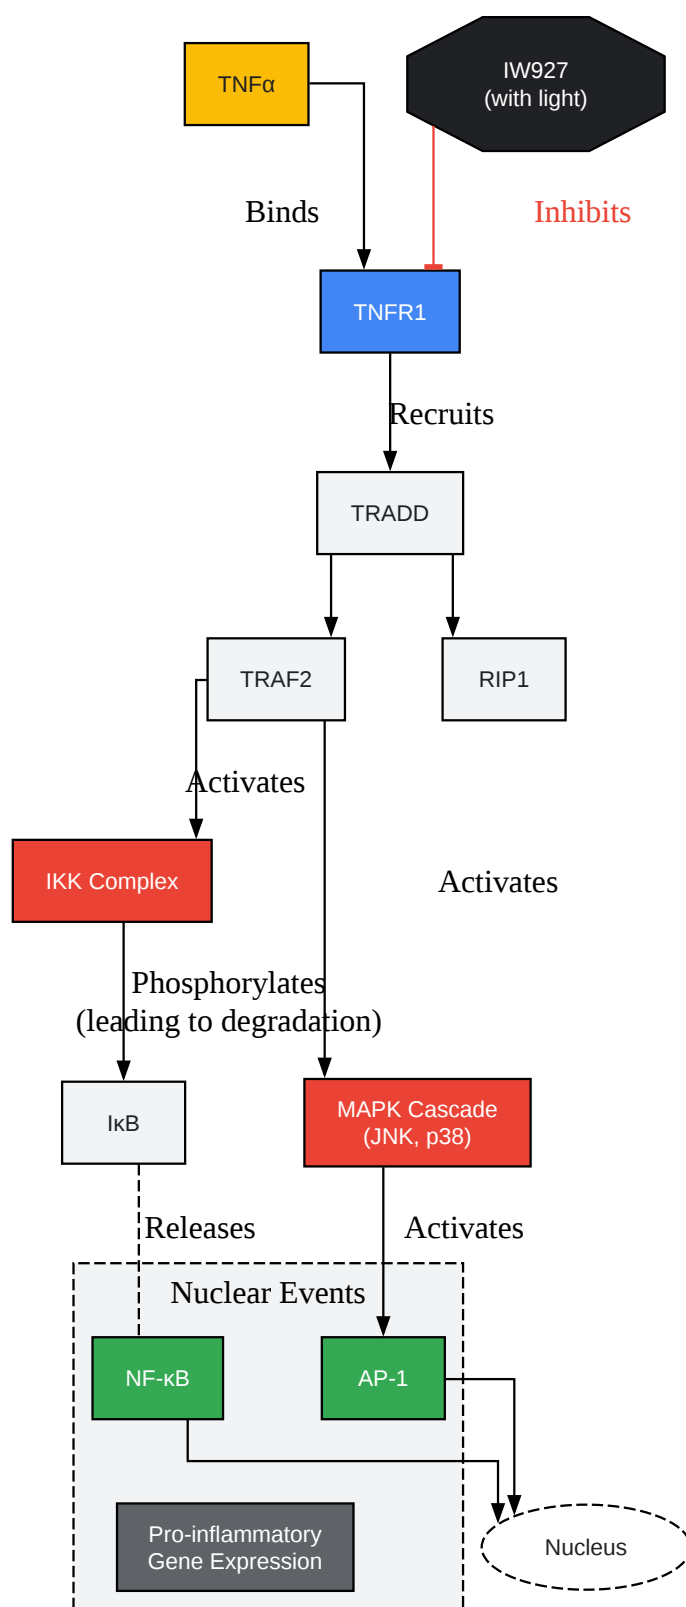 TNFα
IW927
(with light)
Binds
Inhibits
TNFR1
Recruits
TRADD
TRAF2
RIP1
Activates
IKK Complex
Activates
Phosphorylates
(leading to degradation)
IκB
MAPK Cascade
(JNK, p38)
Releases
Activates
Nuclear Events
NF-κB
AP-1
Pro-inflammatory
Gene Expression
Nucleus